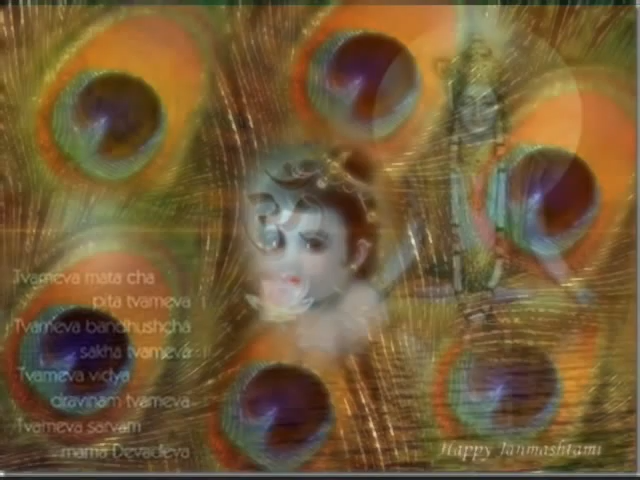 Tvameva mata cha
pita tvameva
Tvameva bandhushcha
sakha tvameva
Tvameva vidya
dravinam tvameva
Tvameva sarvam
mama Devadeva
Happy Janmashtami